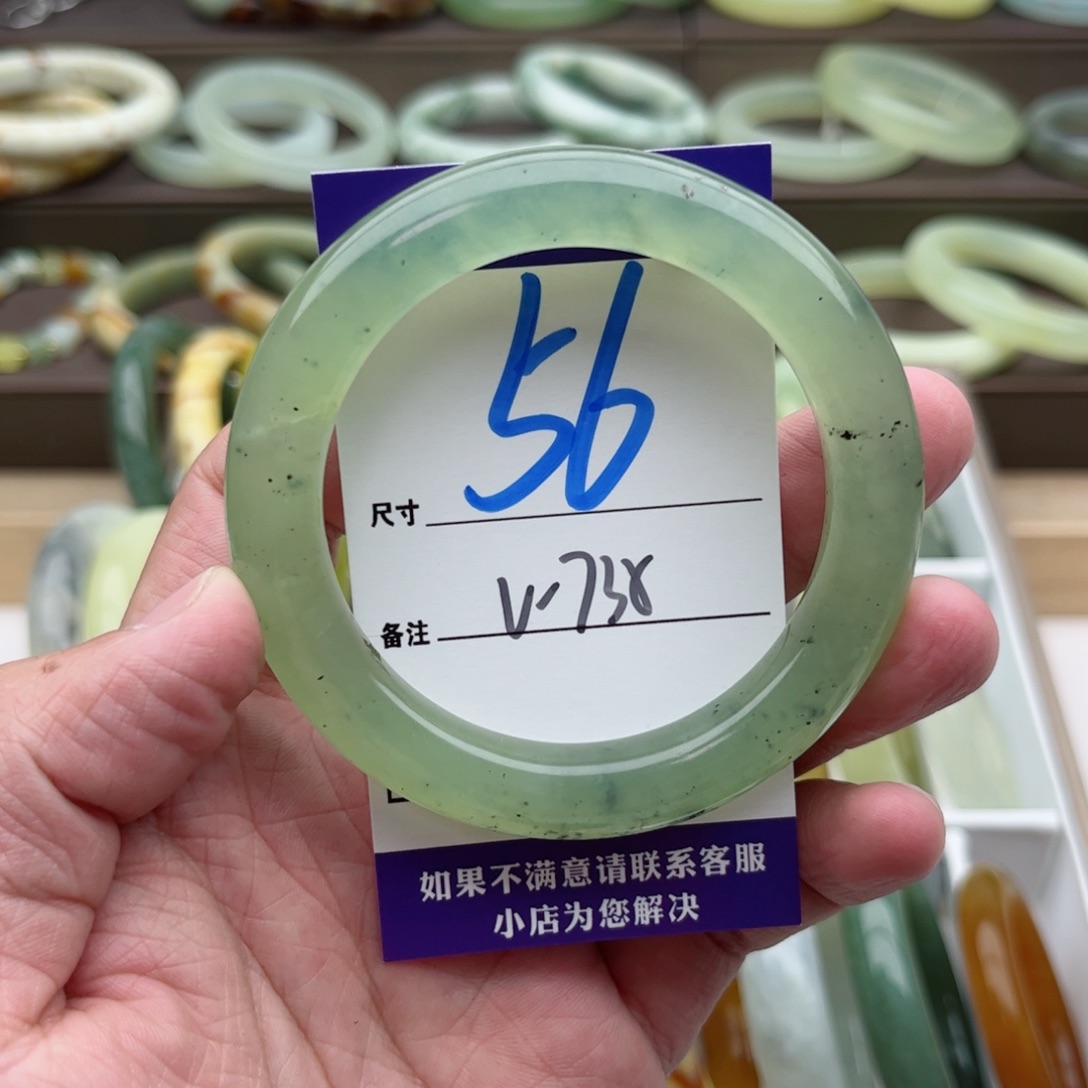 尺寸 56
备注 V-738
如果不满意请联系客服
小店为您解决